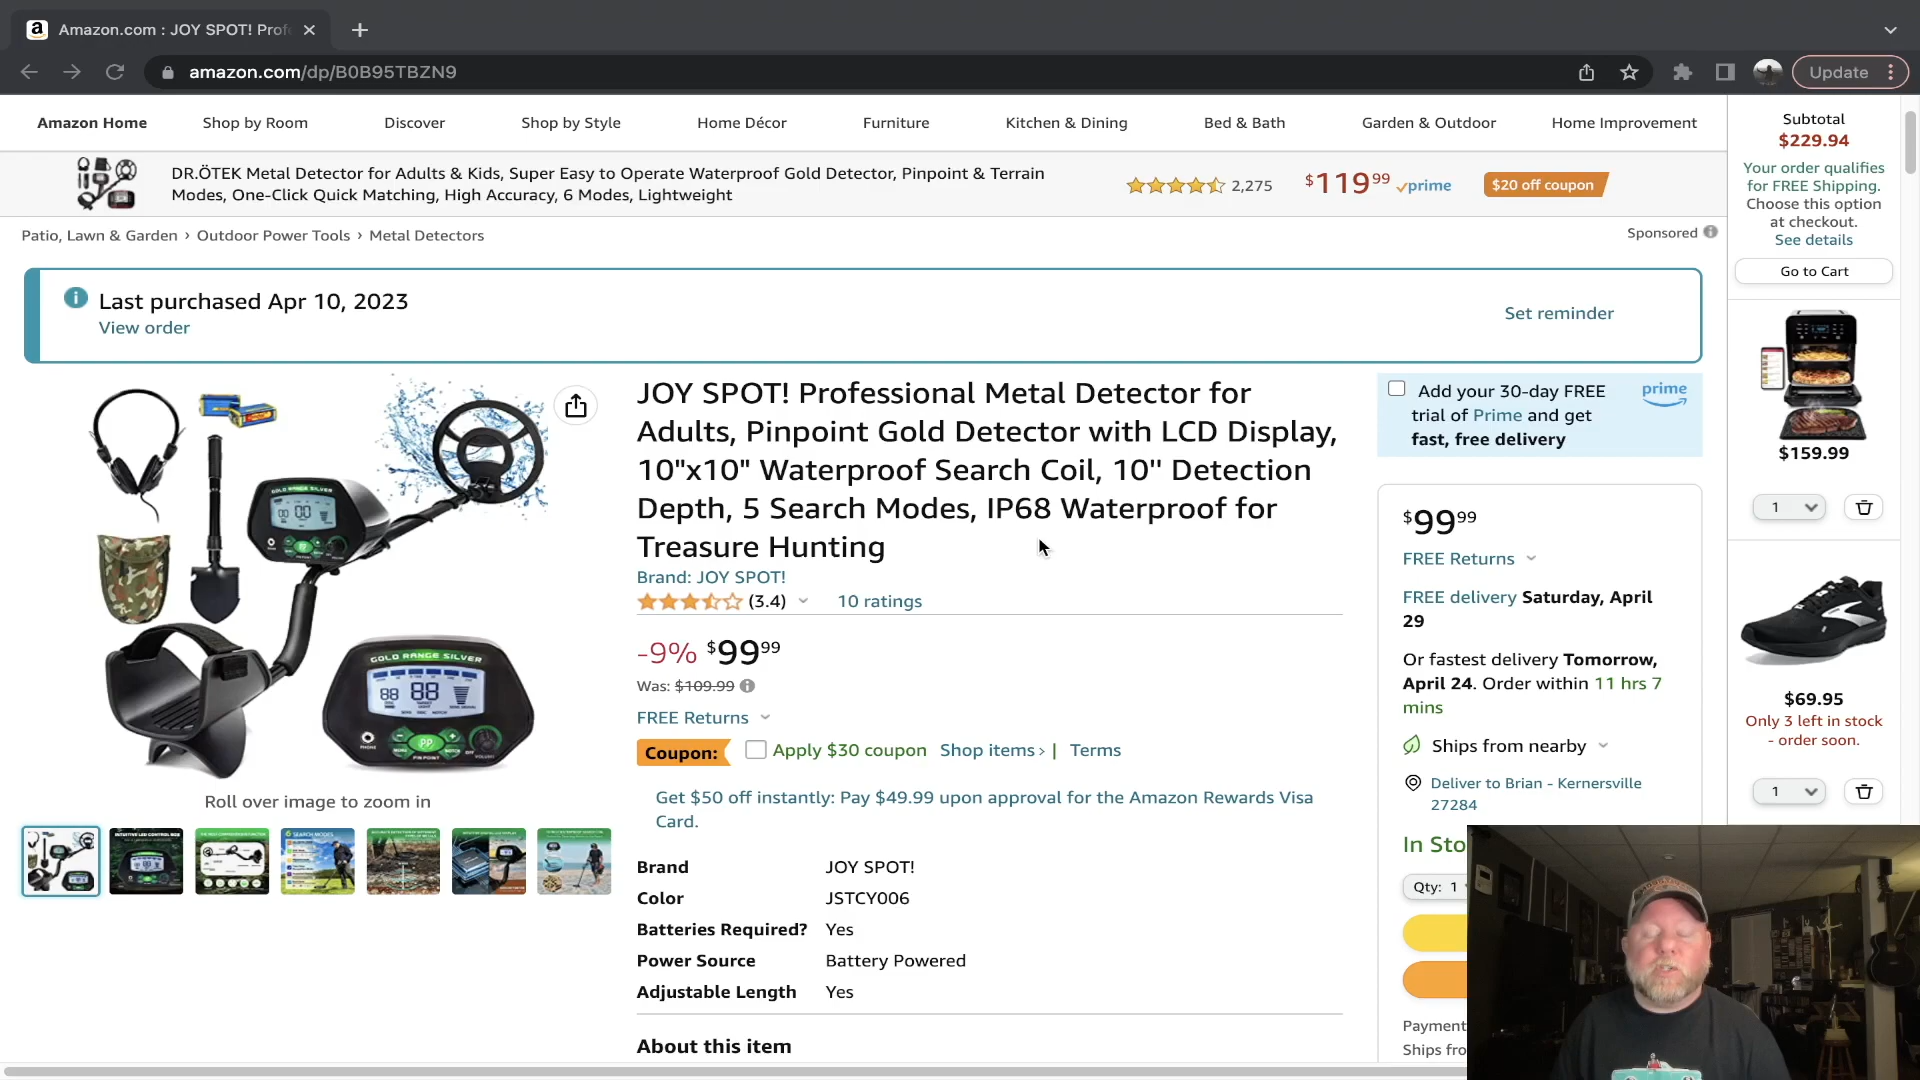 Amazon.com : JOY SPOT! Prof
amazon.com/dp/B0B95TBZN9
Update
Amazon Home
Shop by Room
Discover
Shop by Style
Home Décor
Furniture
Kitchen & Dining
Bed & Bath
Garden & Outdoor
Home Improvement
DR.ÖTEK Metal Detector for Adults & Kids, Super Easy to Operate Waterproof Gold Detector, Pinpoint & Terrain
Modes, One-Click Quick Matching, High Accuracy, 6 Modes, Lightweight
2,275
$119.99 prime
$20 off coupon
Patio, Lawn & Garden › Outdoor Power Tools › Metal Detectors
Sponsored
Last purchased Apr 10, 2023
View order
Set reminder
GOLD RANGE SILVER
GOLD RANGE SILVER
88 88
PHONE
PP
PINPOINT
Roll over image to zoom in
JOY SPOT! Professional Metal Detector for
Adults, Pinpoint Gold Detector with LCD Display,
10"x10" Waterproof Search Coil, 10'' Detection
Depth, 5 Search Modes, IP68 Waterproof for
Treasure Hunting
Brand: JOY SPOT!
(3.4)
10 ratings
-9% $99.99
Was: $109.99
FREE Returns
Coupon:
Apply $30 coupon Shop items › | Terms
Get $50 off instantly: Pay $49.99 upon approval for the Amazon Rewards Visa
Card.
Brand JOY SPOT!
Color JSTCY006
Batteries Required? Yes
Power Source Battery Powered
Adjustable Length Yes
About this item
Add your 30-day FREE
trial of Prime and get
fast, free delivery
prime
$99.99
FREE Returns
FREE delivery Saturday, April
29
Or fastest delivery Tomorrow,
April 24. Order within 11 hrs 7
mins
Ships from nearby
Deliver to Brian - Kernersville
27284
In Sto
Qty: 1
Payment
Ships fro
Subtotal
$229.94
Your order qualifies
for FREE Shipping.
Choose this option
at checkout.
See details
Go to Cart
$159.99
1
$69.95
Only 3 left in stock
- order soon.
1